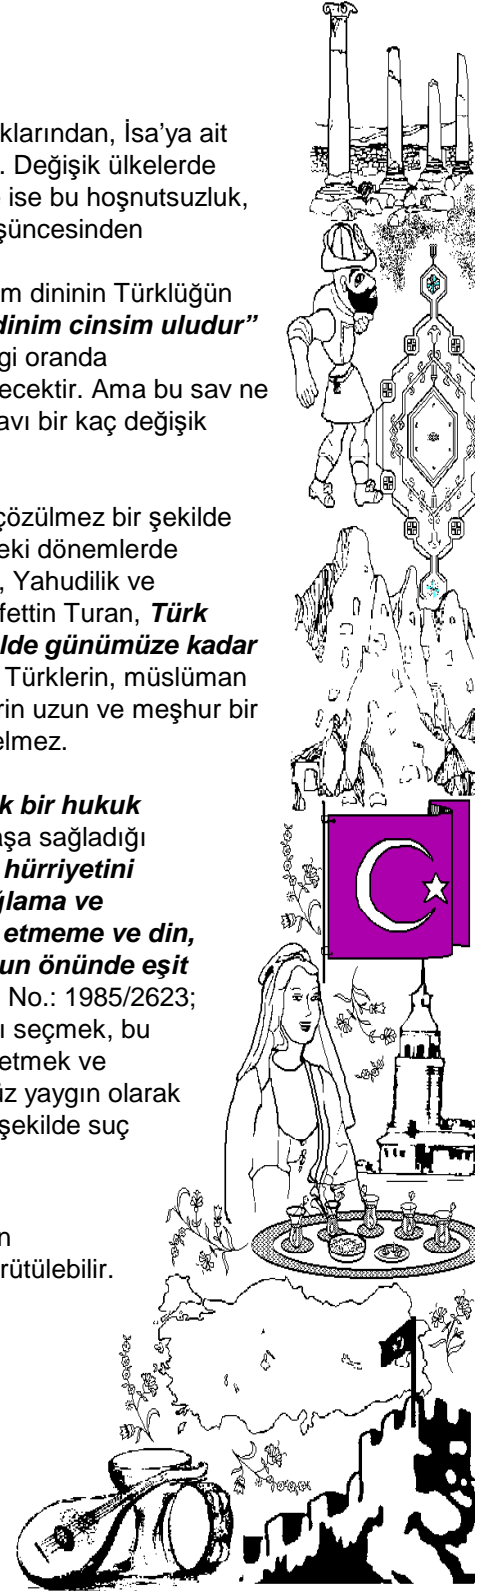 klarından, İsa’ya ait
. Değişik ülkelerde
ise bu hoşnutsuzluk,
şüncesinden
m dininin Türklüğün
dinim cinsim uludur”
gi oranda
ecektir. Ama bu sav ne
avı bir kaç değişik
çözülmez bir şekilde
eki dönemlerde
, Yahudilik ve
fettin Turan, Türk
lde günümüze kadar
Türklerin, müslüman
rin uzun ve meşhur bir
elmez.
k bir hukuk
aşa sağladığı
hürriyetini
ğlama ve
etmeme ve din,
un önünde eşit
No.: 1985/2623;
ı seçmek, bu
etmek ve
üz yaygın olarak
şekilde suç
n
rütülebilir.